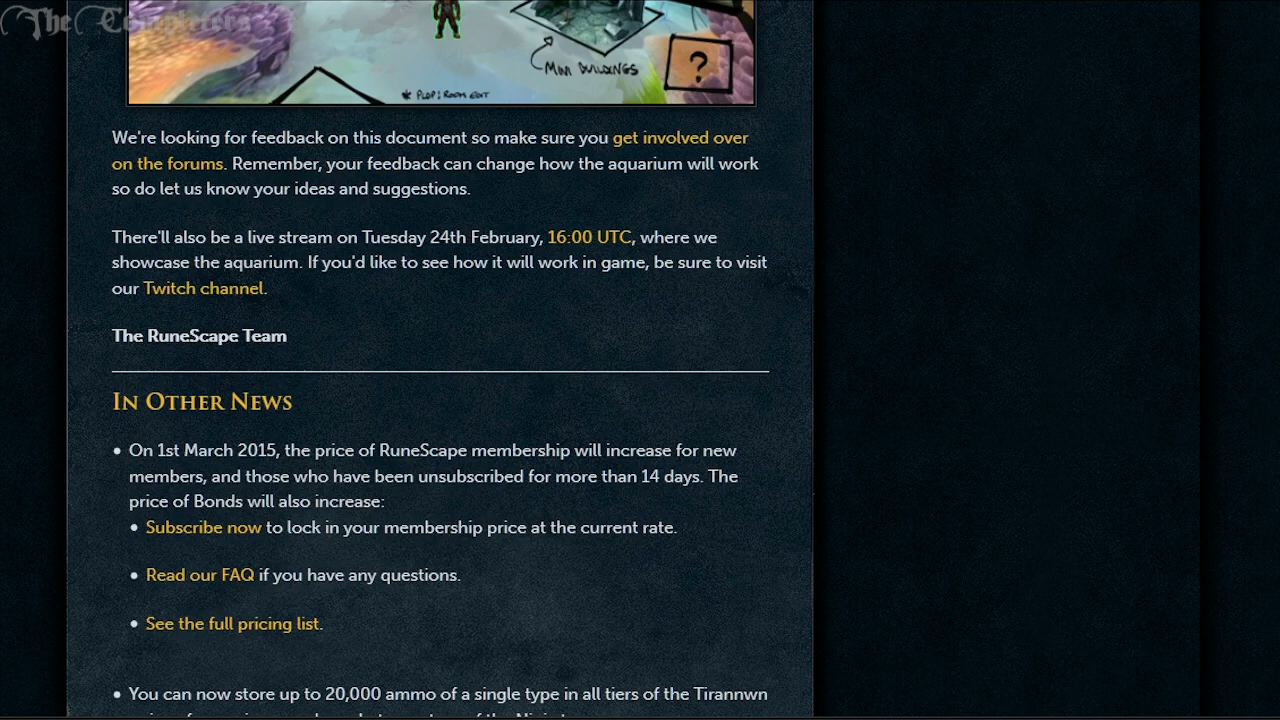 The Completers
MINI BUILDINGS
?
* PLOP! ROOM EDIT
We're looking for feedback on this document so make sure you get involved over
on the forums. Remember, your feedback can change how the aquarium will work
so do let us know your ideas and suggestions.
There'll also be a live stream on Tuesday 24th February, 16:00 UTC, where we
showcase the aquarium. If you'd like to see how it will work in game, be sure to visit
our Twitch channel.
The RuneScape Team
In Other News
• On 1st March 2015, the price of RuneScape membership will increase for new
members, and those who have been unsubscribed for more than 14 days. The
price of Bonds will also increase:
• Subscribe now to lock in your membership price at the current rate.
• Read our FAQ if you have any questions.
• See the full pricing list.
• You can now store up to 20,000 ammo of a single type in all tiers of the Tirannwn